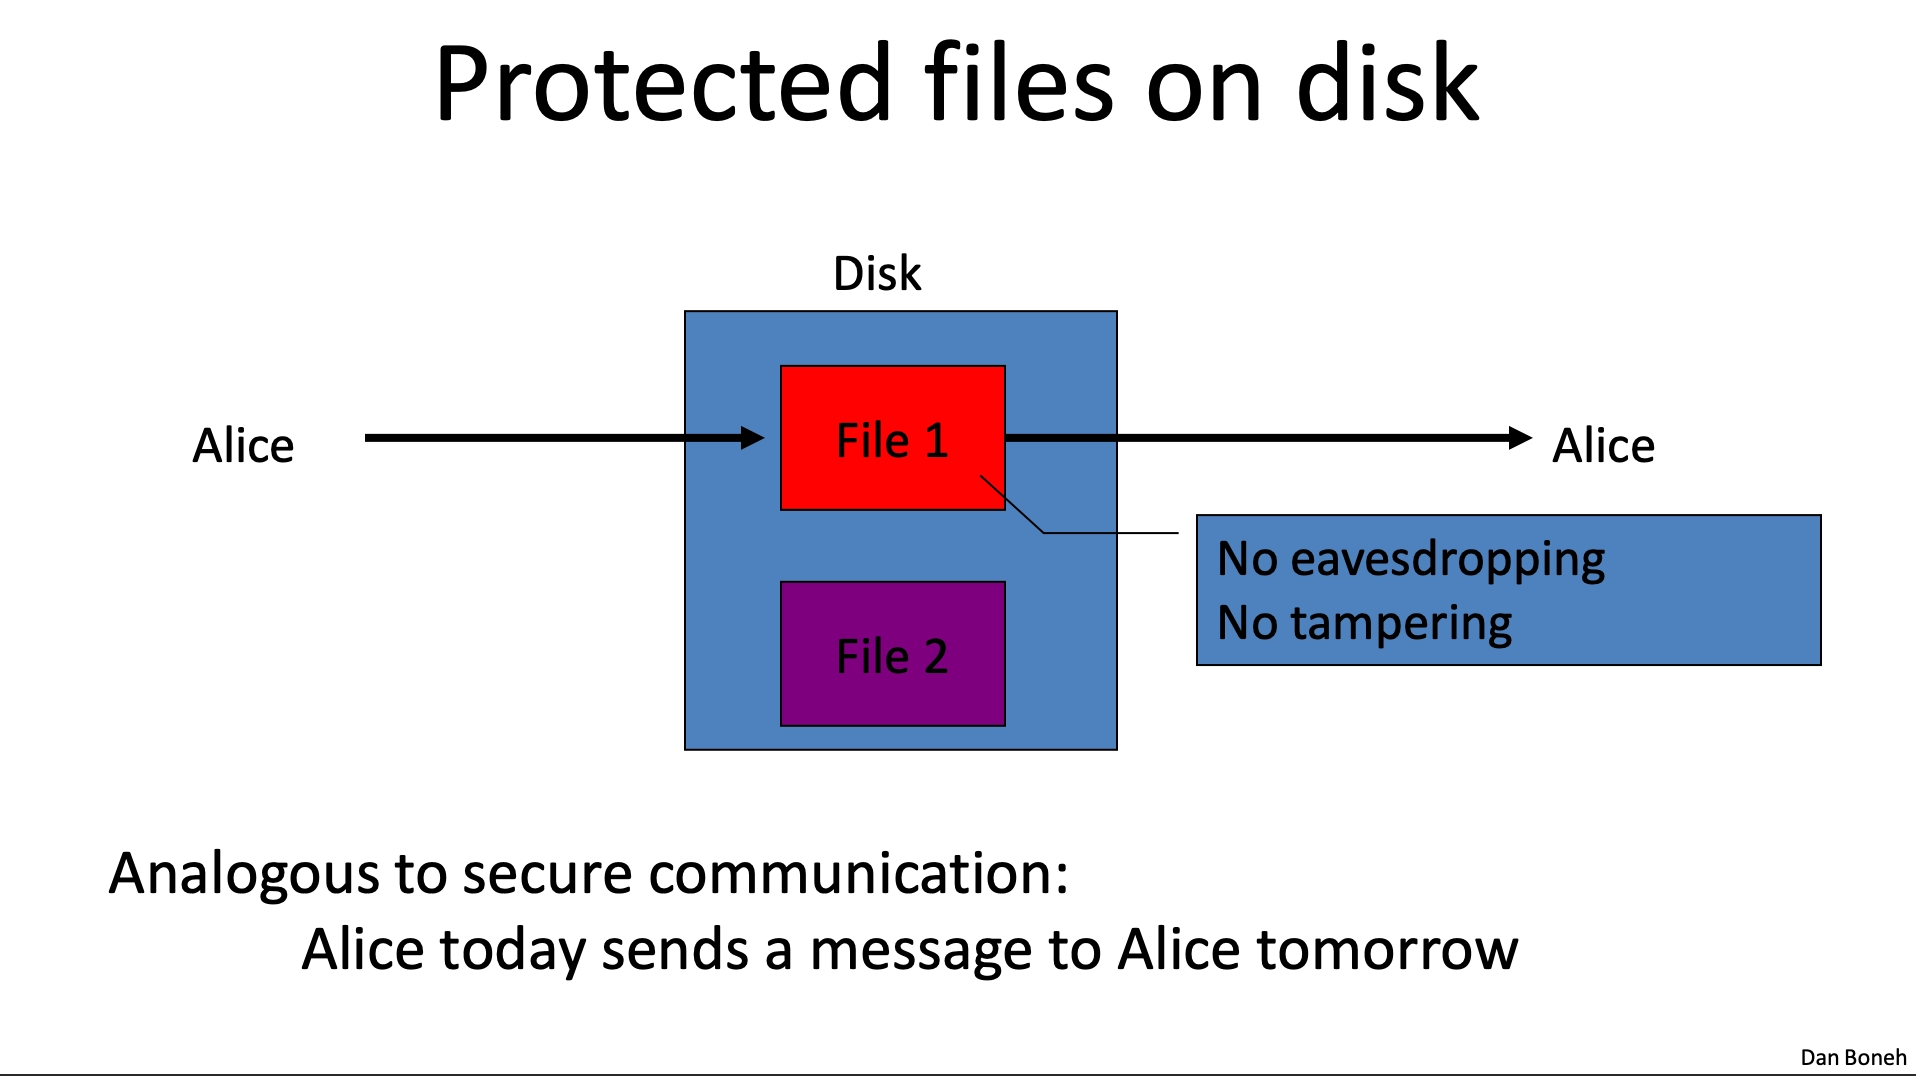 Protected files on disk
Disk
Alice
File 1
Alice
No eavesdropping
No tampering
File 2
Analogous to secure communication:
Alice today sends a message to Alice tomorrow
Dan Boneh